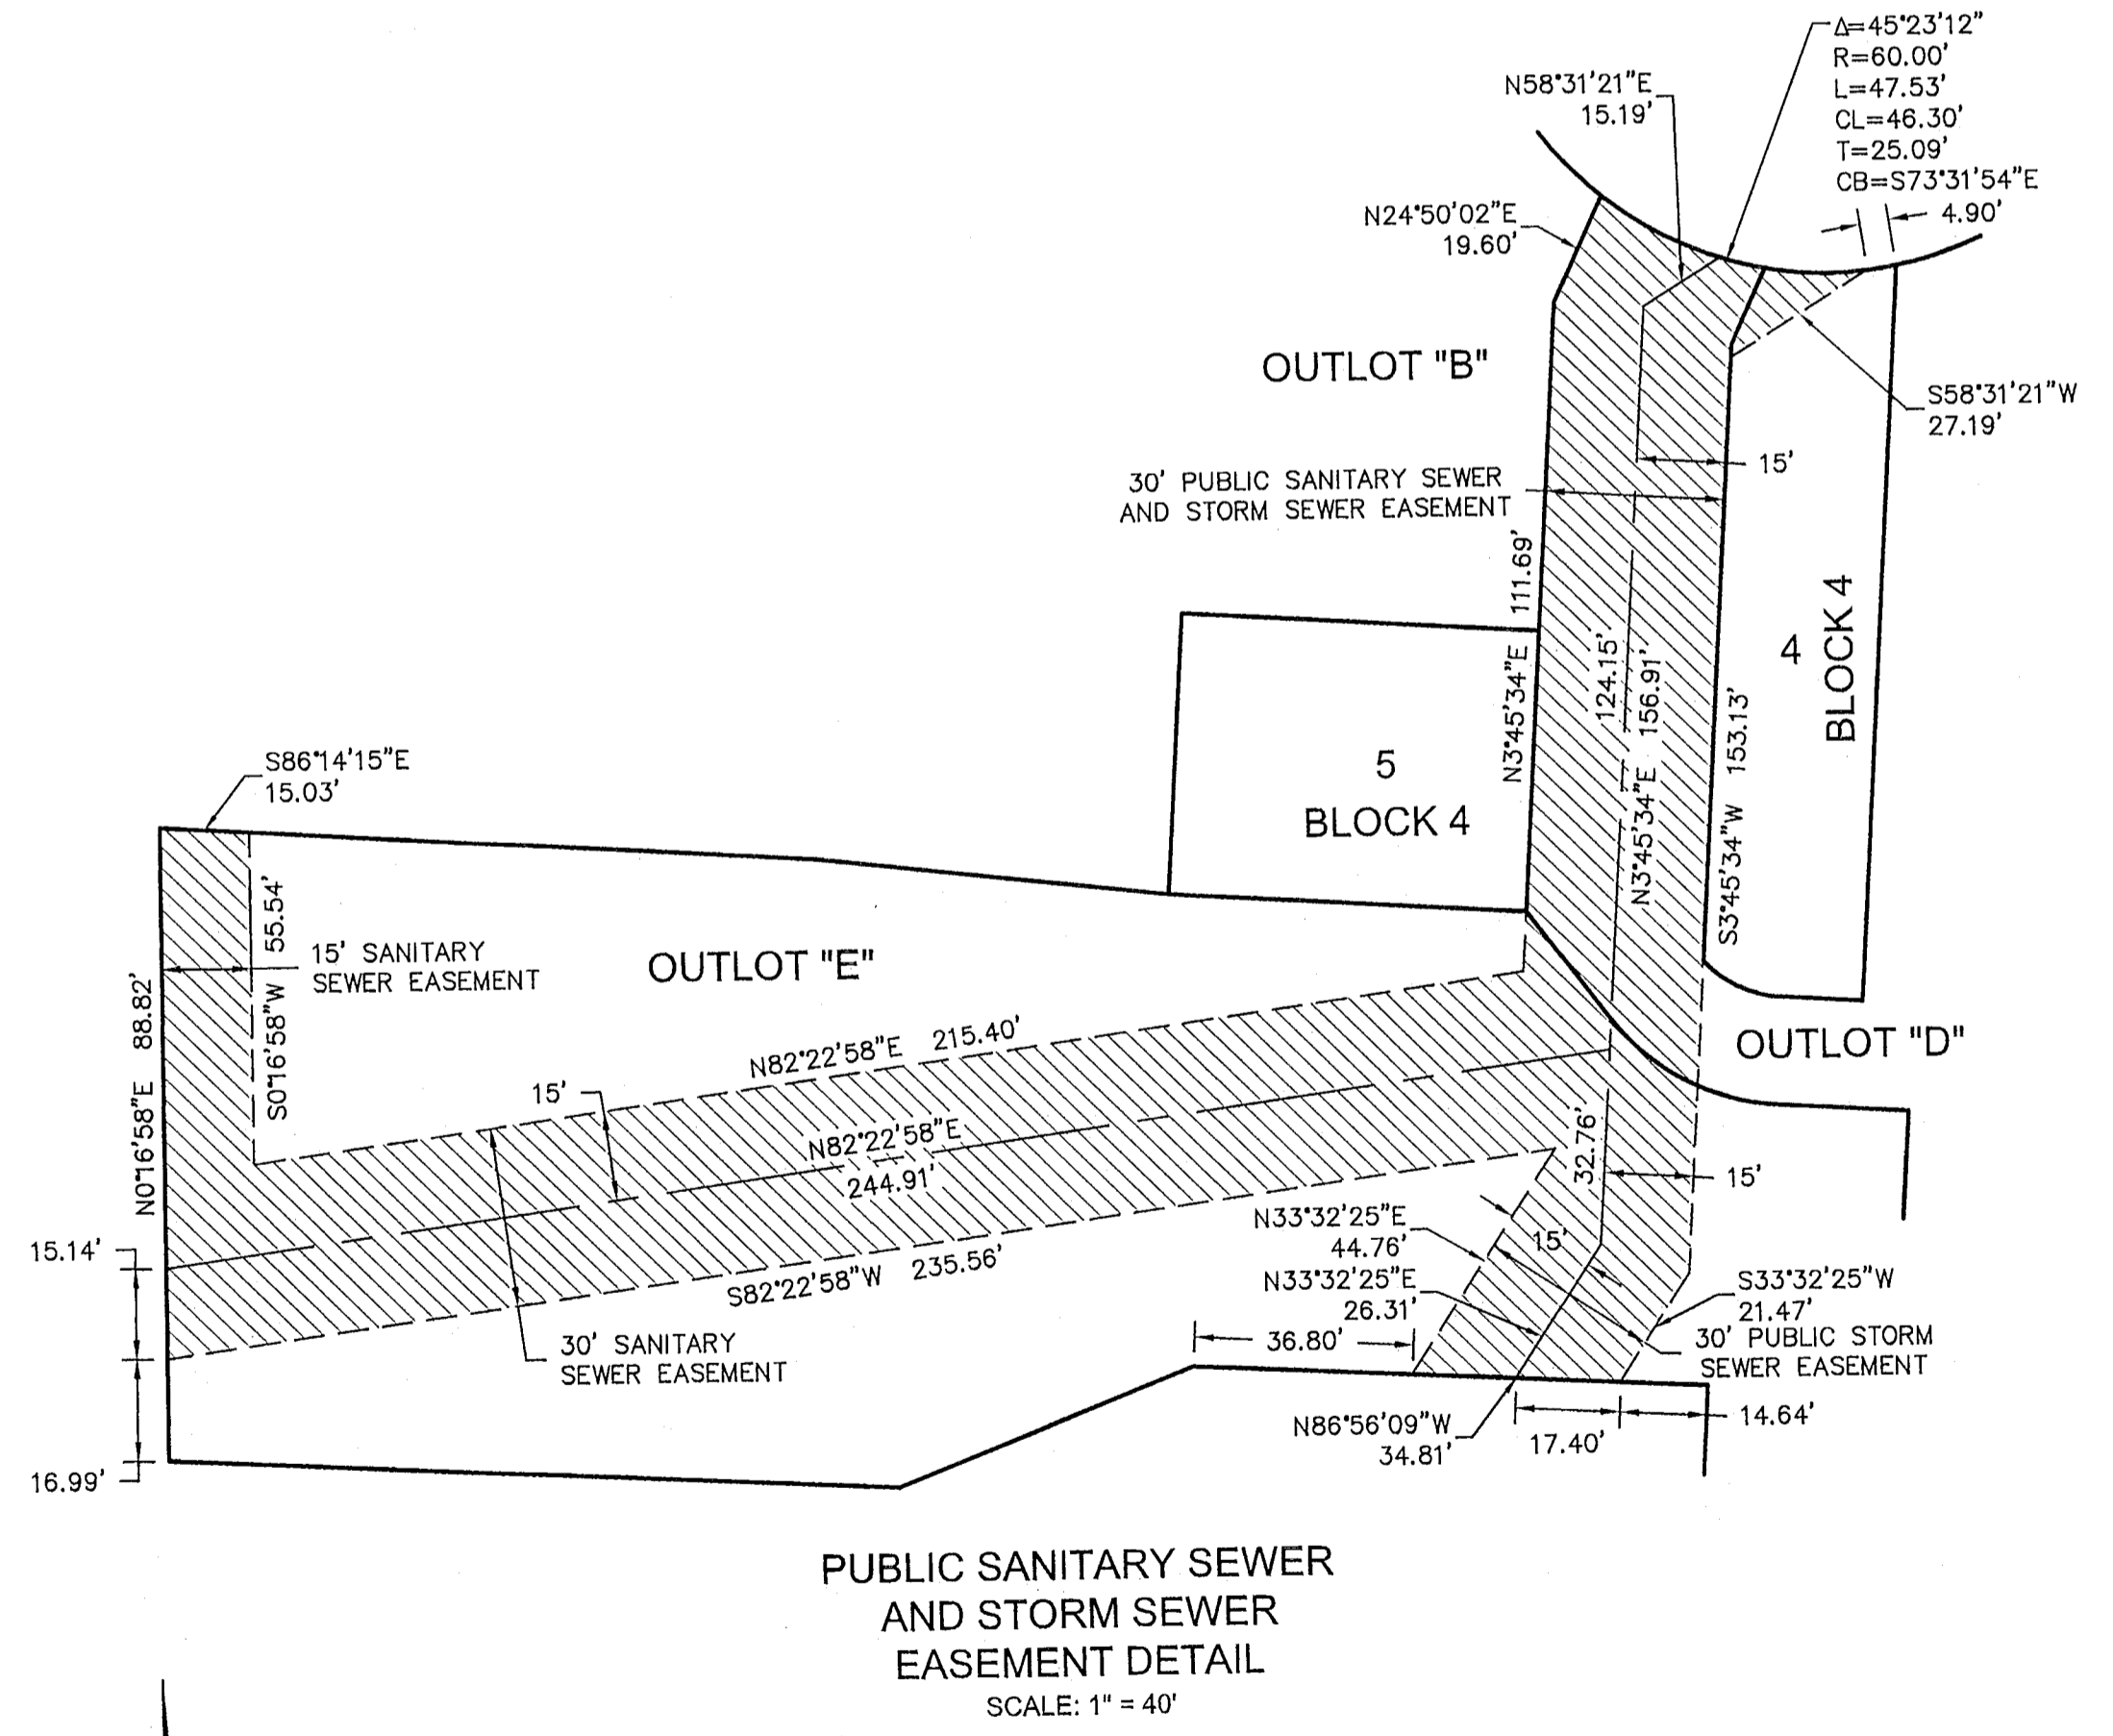 Δ=45°23'12"
R=60.00'
L=47.53'
CL=46.30'
T=25.09'
CB=S73°31'54"E
4.90'
N58°31'21"E
15.19'
N24°50'02"E
19.60'
OUTLOT "B"
S58°31'21"W
27.19'
15'
30' PUBLIC SANITARY SEWER
AND STORM SEWER EASEMENT
N3°45'34"E 111.69'
124.15'
N3°45'34"E 156.91'
S3°45'34"W 153.13'
4
BLOCK 4
5
BLOCK 4
S86°14'15"E
15.03'
S0°16'58"W 55.54'
15' SANITARY
SEWER EASEMENT
OUTLOT "E"
N0°16'58"E 88.82'
OUTLOT "D"
N82°22'58"E 215.40'
15'
N82°22'58"E
244.91'
S82°22'58"W 235.56'
30' SANITARY
SEWER EASEMENT
15.14'
16.99'
32.76'
15'
N33°32'25"E
44.76'
15'
N33°32'25"E
26.31'
S33°32'25"W
21.47'
30' PUBLIC STORM
SEWER EASEMENT
36.80'
N86°56'09"W
34.81'
17.40'
14.64'
PUBLIC SANITARY SEWER
AND STORM SEWER
EASEMENT DETAIL
SCALE: 1" = 40'